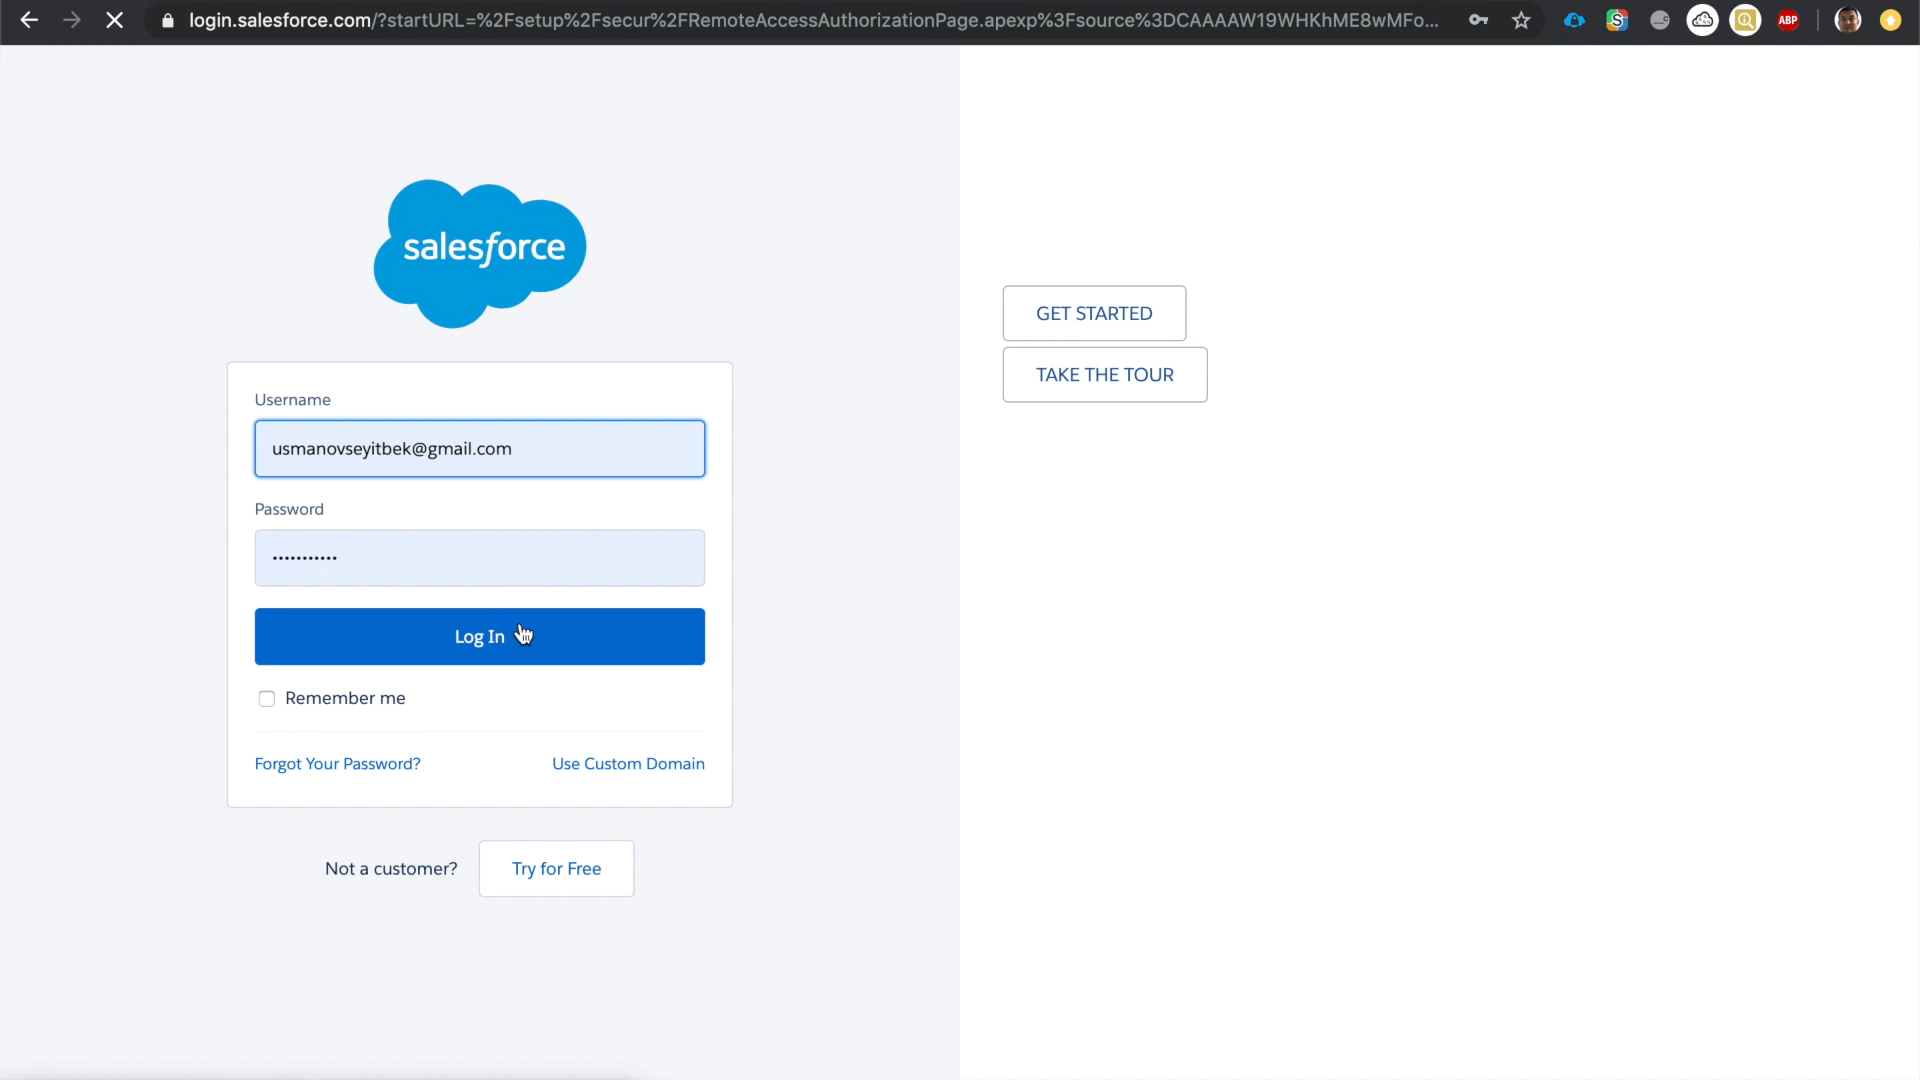 login.salesforce.com/?startURL=%2Fsetup%2Fsecur%2FRemoteAccessAuthorizationPage.apexp%3Fsource%3DCAAAAW19WHKhME8wMFo...
ABP
salesforce
Username
usmanovseyitbek@gmail.com
Password
Log In
Remember me
Forgot Your Password?
Use Custom Domain
Not a customer?
Try for Free
GET STARTED
TAKE THE TOUR